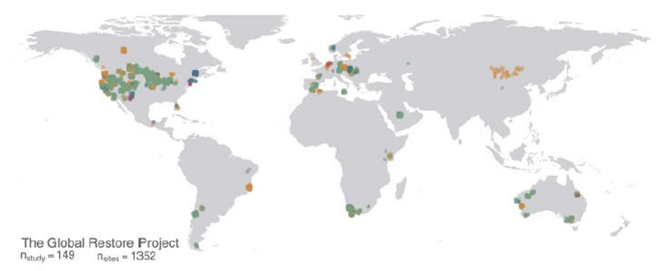 The Global Restore Project
nstudy = 149 nsites = 1352